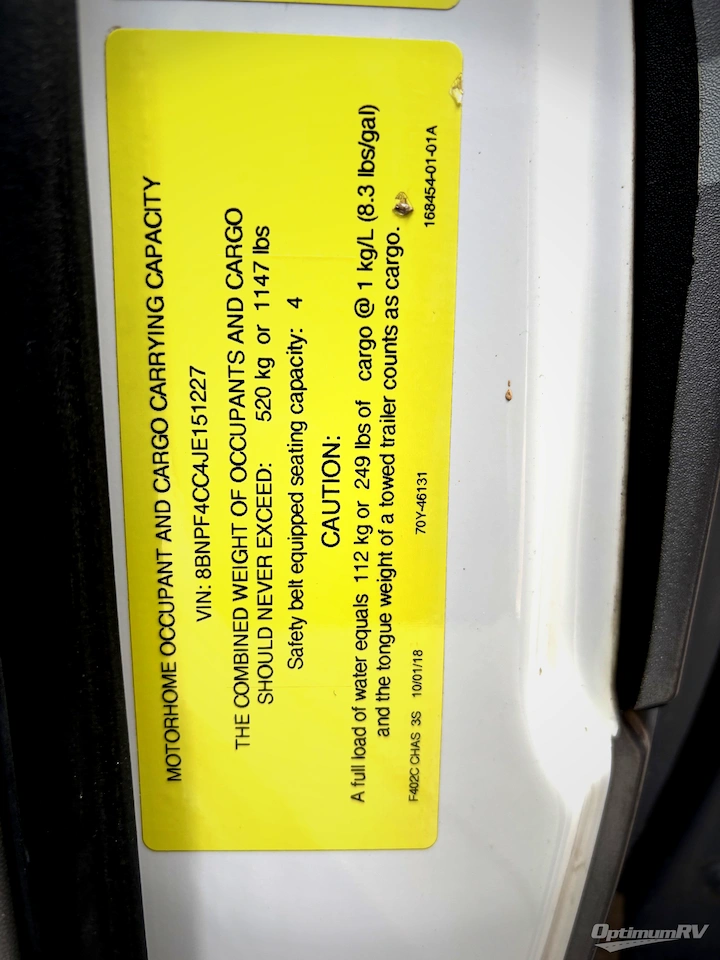 MOTORHOME OCCUPANT AND CARGO CARRYING CAPACITY
VIN: 8BNPF4CC4JE151227
THE COMBINED WEIGHT OF OCCUPANTS AND CARGO
SHOULD NEVER EXCEED: 520 kg or 1147 lbs
Safety belt equipped seating capacity: 4
CAUTION:
A full load of water equals 112 kg or 249 lbs of cargo @ 1 kg/L (8.3 lbs/gal)
and the tongue weight of a towed trailer counts as cargo.
F402C CHAS 3S 10/01/18 70Y-46131 168454-01-01A
OptimumRV